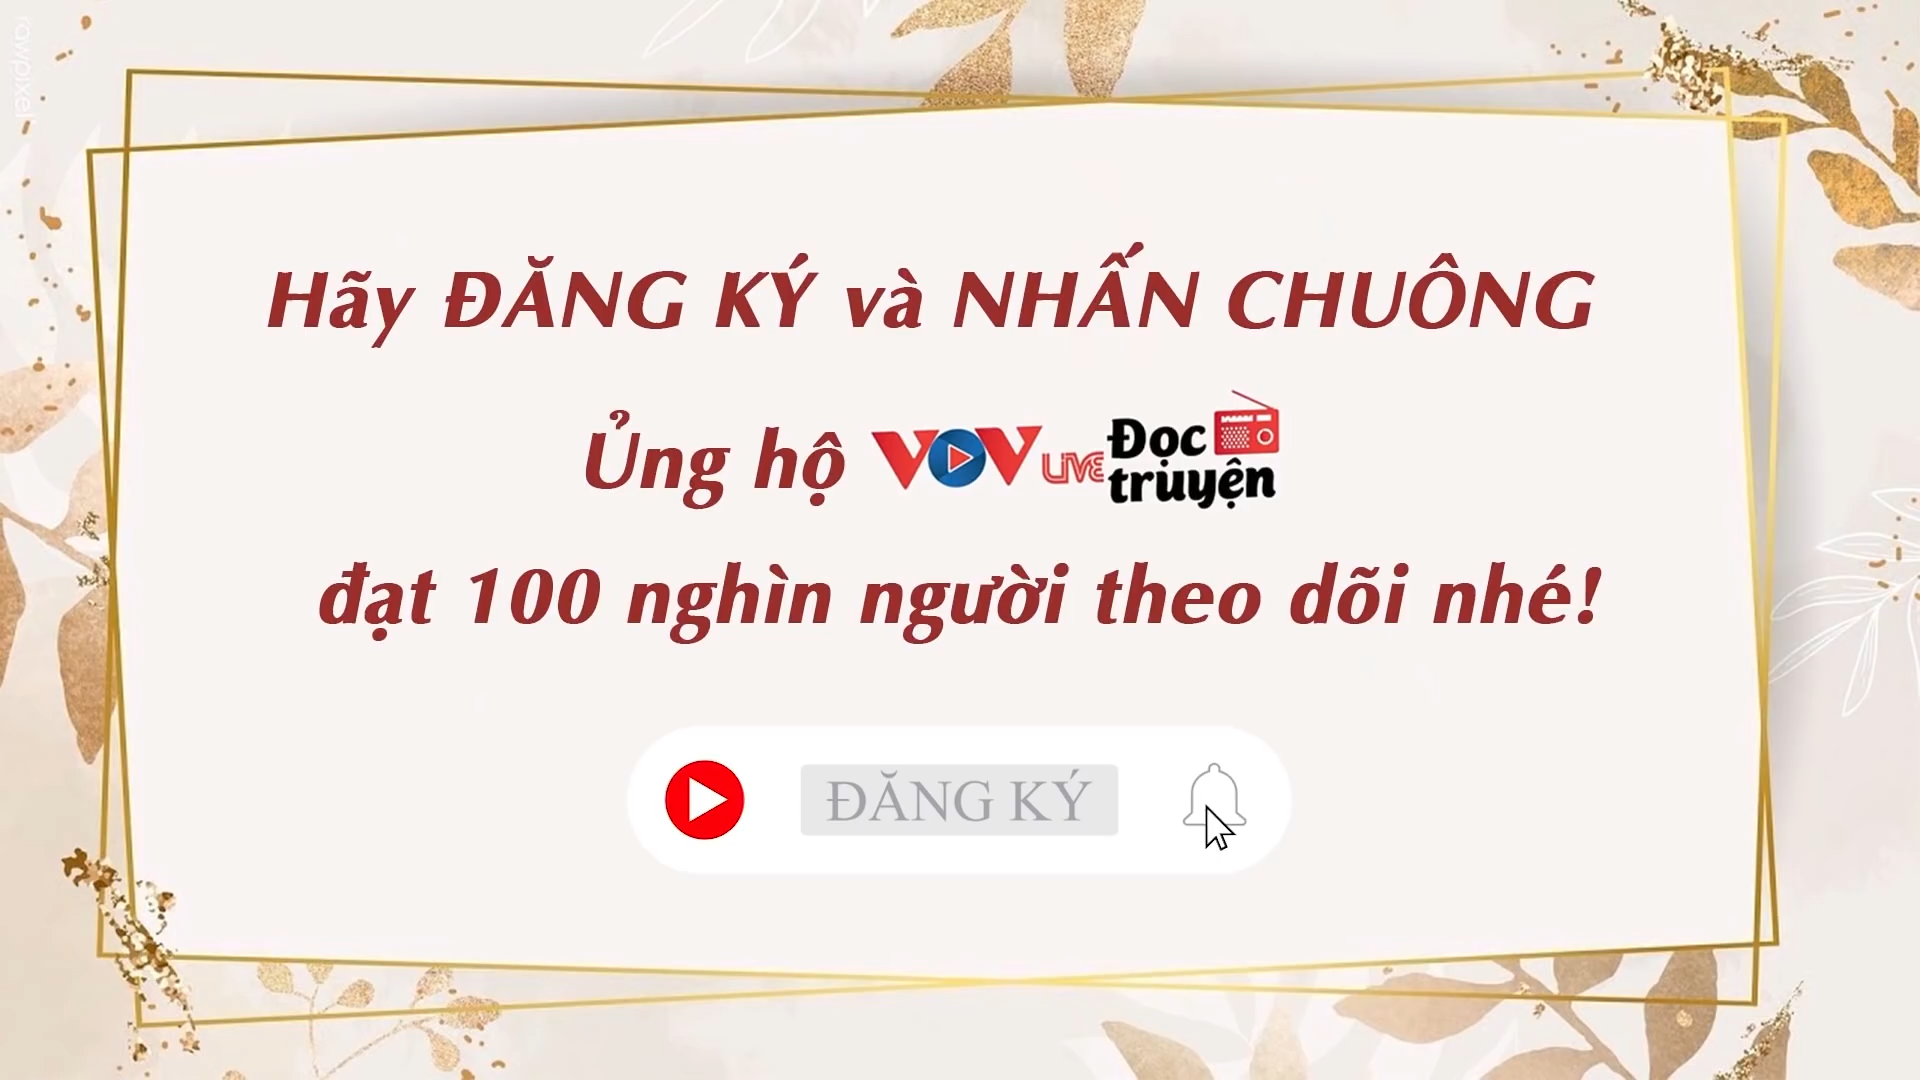 rawpixel
Hãy ĐĂNG KÝ và NHẤN CHUÔNG
Ủng hộ VOV LIVE Đọc truyện
đạt 100 nghìn người theo dõi nhé!
ĐĂNG KÝ